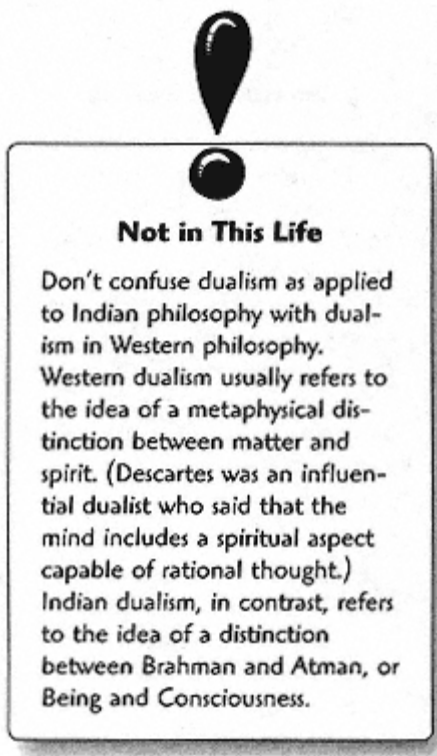 Not in This Life
Don't confuse dualism as applied
to Indian philosophy with dual-
ism in Western philosophy.
Western dualism usually refers to
the idea of a metaphysical dis-
tinction between matter and
spirit. (Descartes was an influen-
tial dualist who said that the
mind includes a spiritual aspect
capable of rational thought.)
Indian dualism, in contrast, refers
to the idea of a distinction
between Brahman and Atman, or
Being and Consciousness.